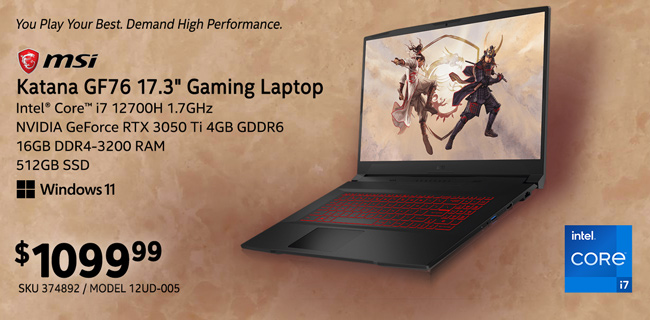 You Play Your Best. Demand High Performance.
msi
Katana GF76 17.3" Gaming Laptop
Intel® Core™ i7 12700H 1.7GHz
NVIDIA GeForce RTX 3050 Ti 4GB GDDR6
16GB DDR4-3200 RAM
512GB SSD
Windows 11
$1099⁹⁹
SKU 374892 / MODEL 12UD-005
intel.
CORE
i7